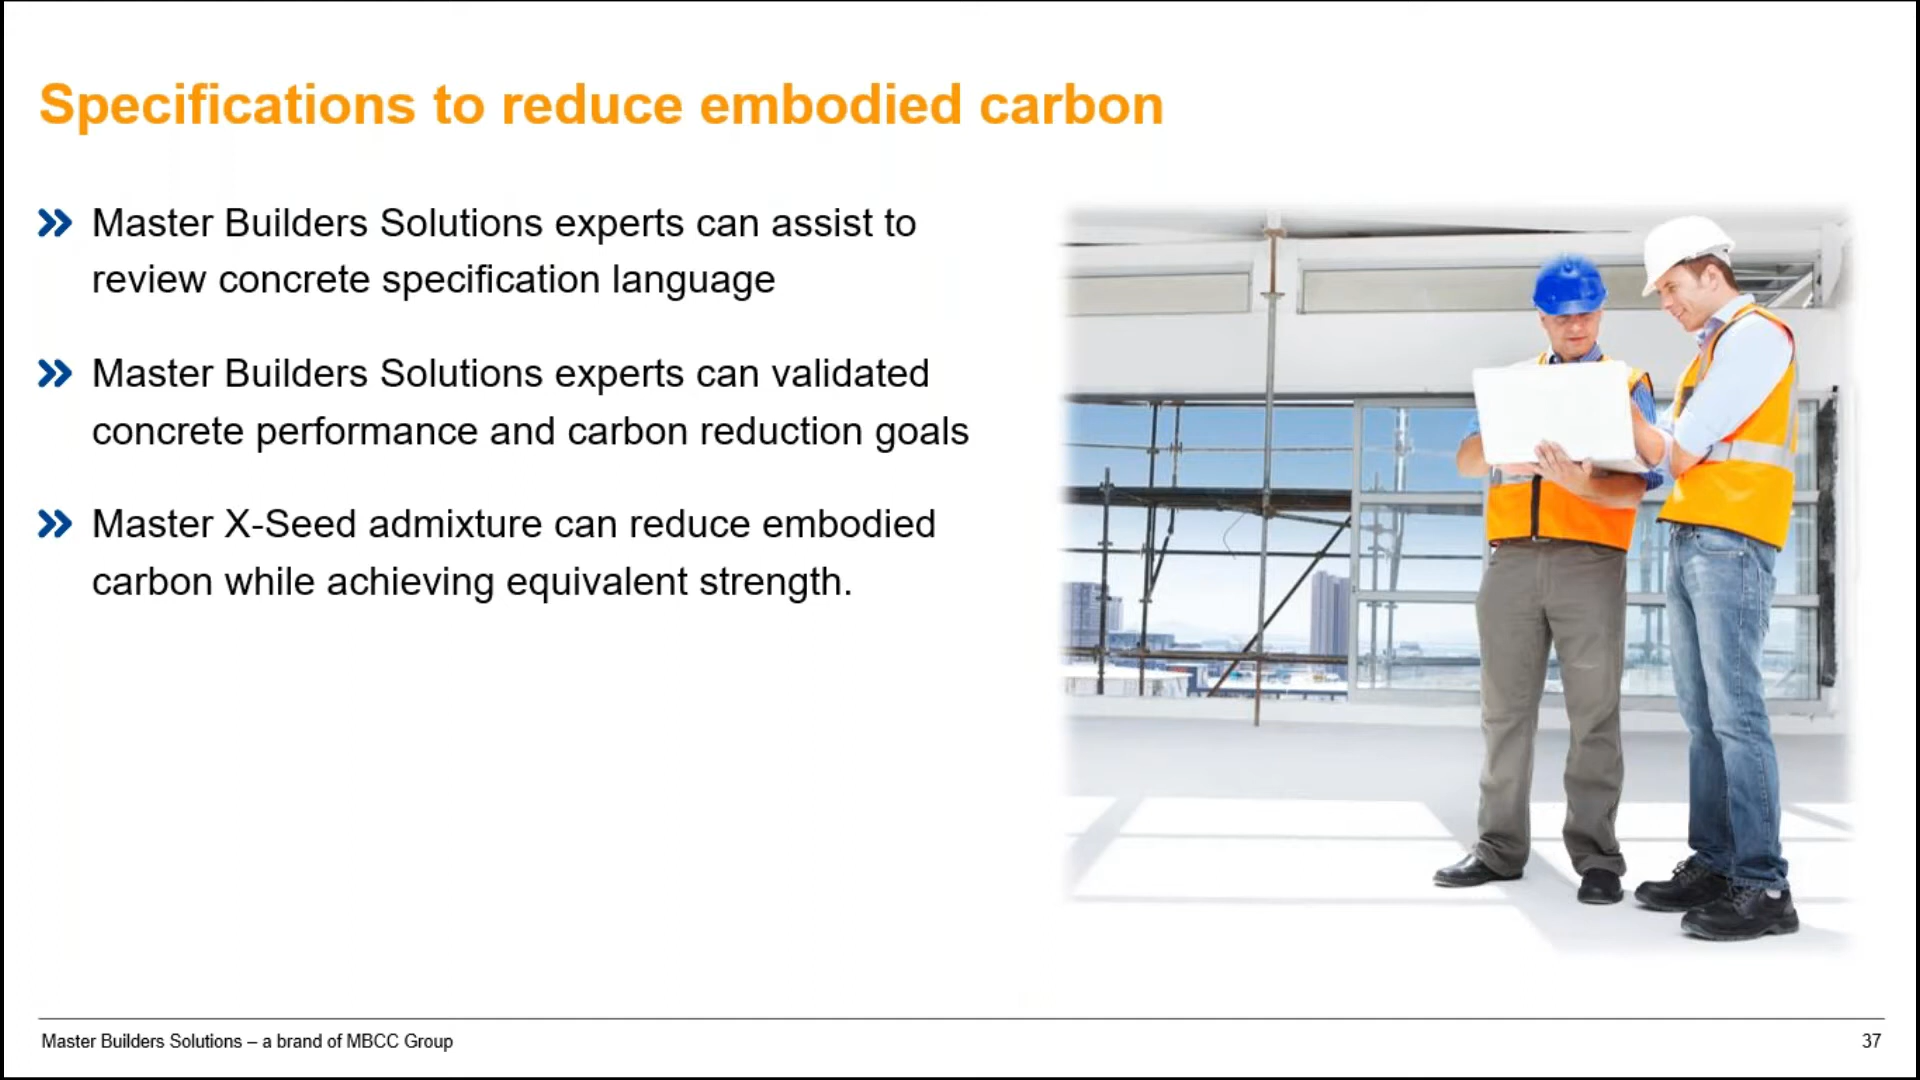 Specifications to reduce embodied carbon
Master Builders Solutions experts can assist to
review concrete specification language
Master Builders Solutions experts can validated
concrete performance and carbon reduction goals
Master X-Seed admixture can reduce embodied
carbon while achieving equivalent strength.
Master Builders Solutions – a brand of MBCC Group
37